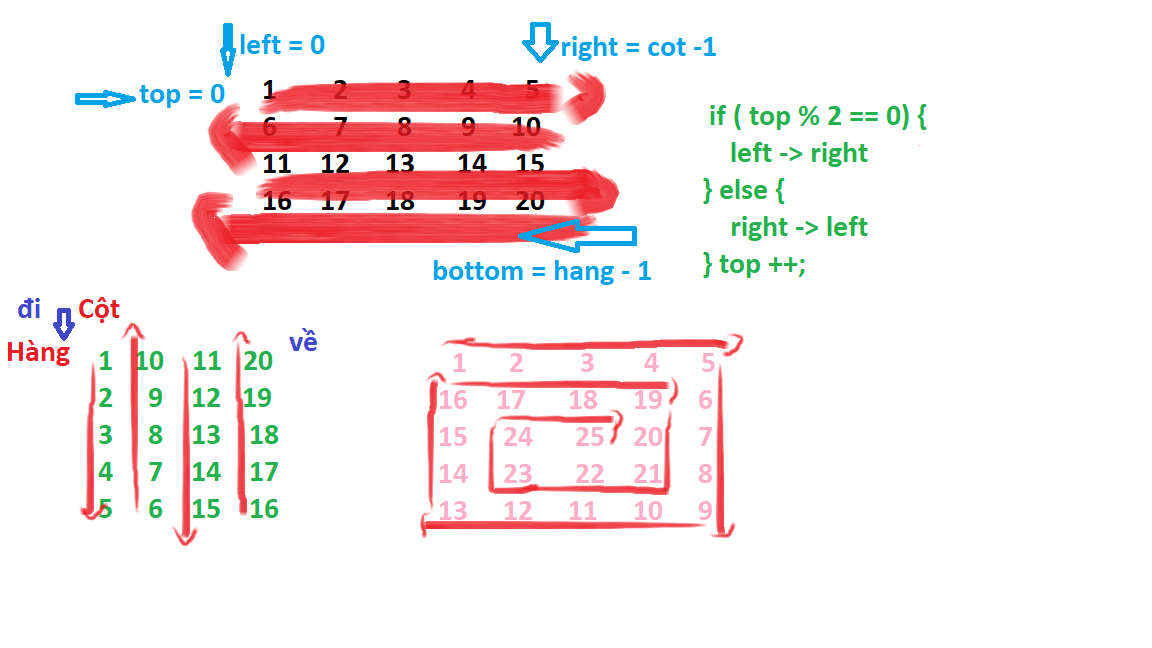 left = 0
right = cot -1
top = 0
1 2 3 4 5
6 7 8 9 10
11 12 13 14 15
16 17 18 19 20
bottom = hang - 1
if ( top % 2 == 0) {
left -> right
} else {
right -> left
} top ++;
đi Cột
Hàng
về
1 10 11 20
2 9 12 19
3 8 13 18
4 7 14 17
5 6 15 16
1 2 3 4 5
16 17 18 19 6
15 24 25 20 7
14 23 22 21 8
13 12 11 10 9